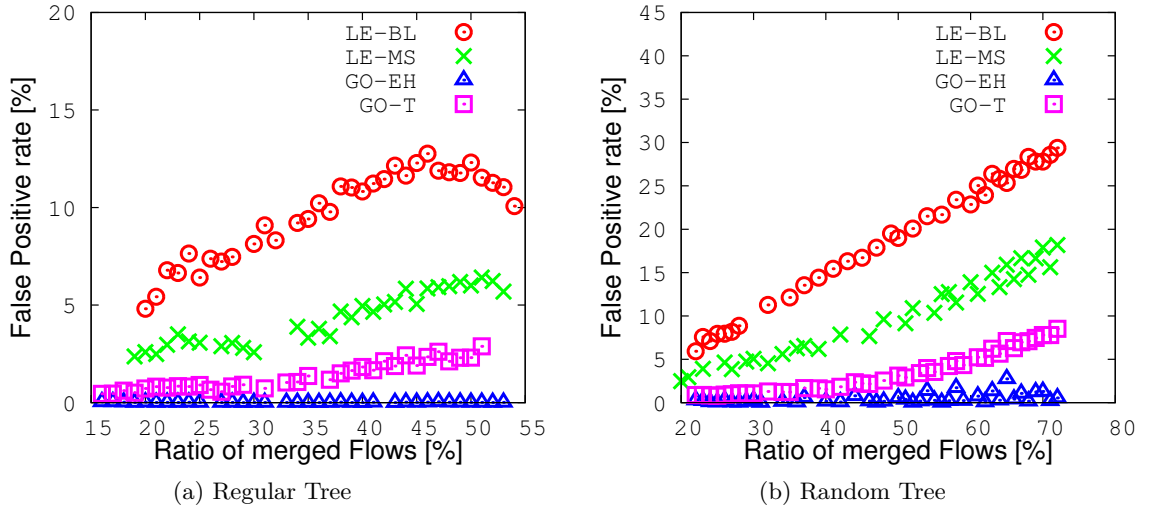 20
15
10
5
0
False Positive rate [%]
LE-BL
LE-MS
GO-EH
GO-T
15 20 25 30 35 40 45 50 55
Ratio of merged Flows [%]
(a) Regular Tree
45
40
35
30
25
20
15
10
5
0
False Positive rate [%]
LE-BL
LE-MS
GO-EH
GO-T
20 30 40 50 60 70 80
Ratio of merged Flows [%]
(b) Random Tree